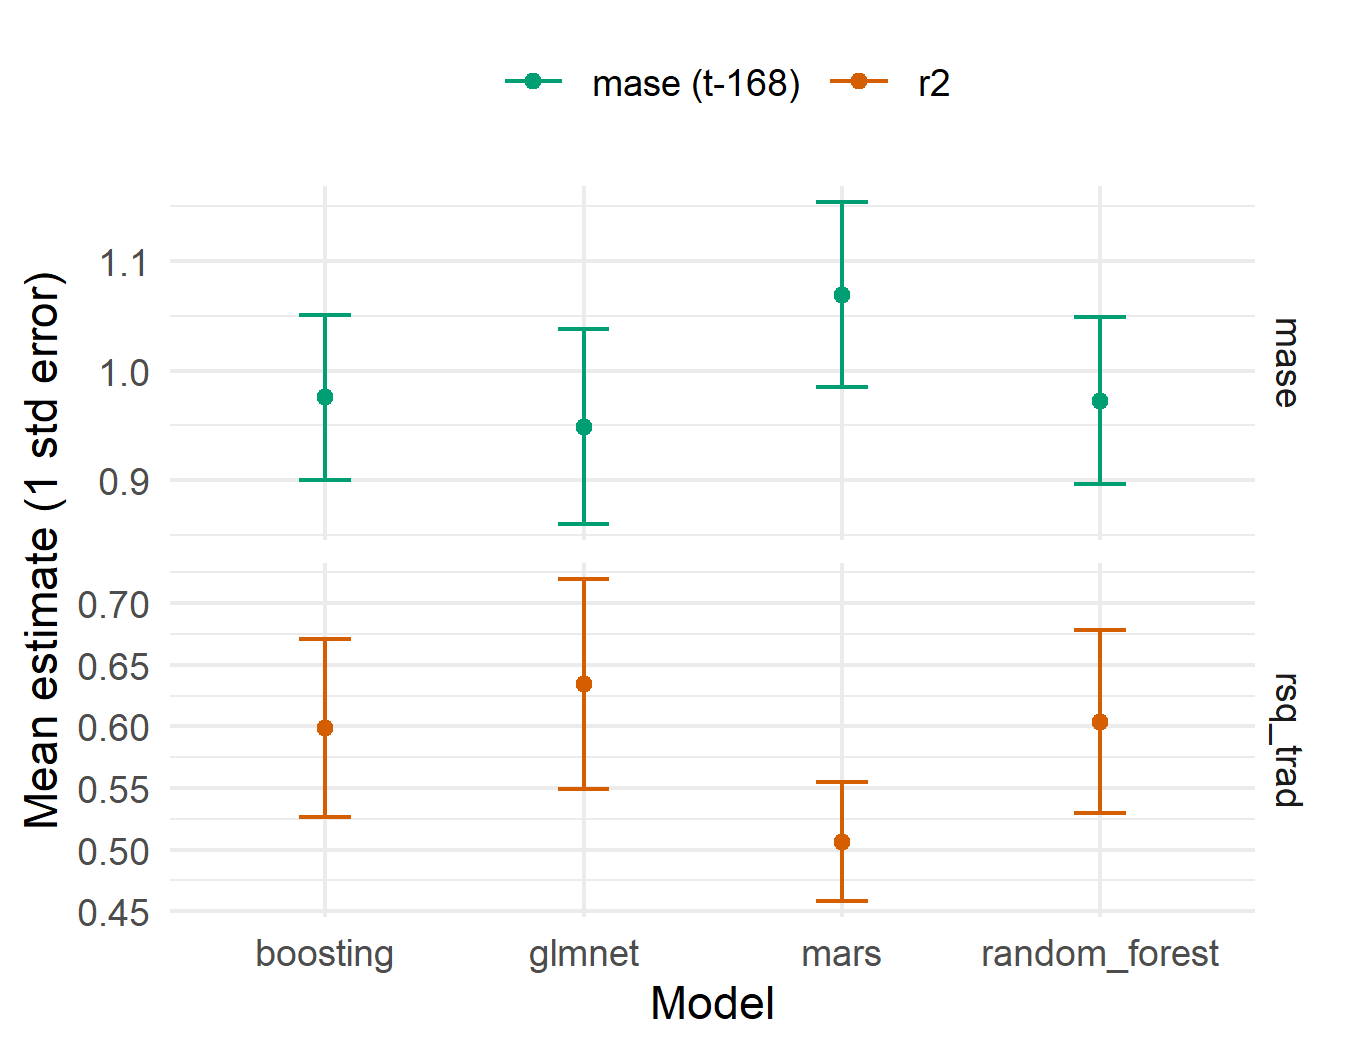 mase (t-168) r2
Mean estimate (1 std error)
1.1
1.0
0.9
mase
0.70
0.65
0.60
0.55
0.50
0.45
rsq_trad
boosting glmnet mars random_forest
Model